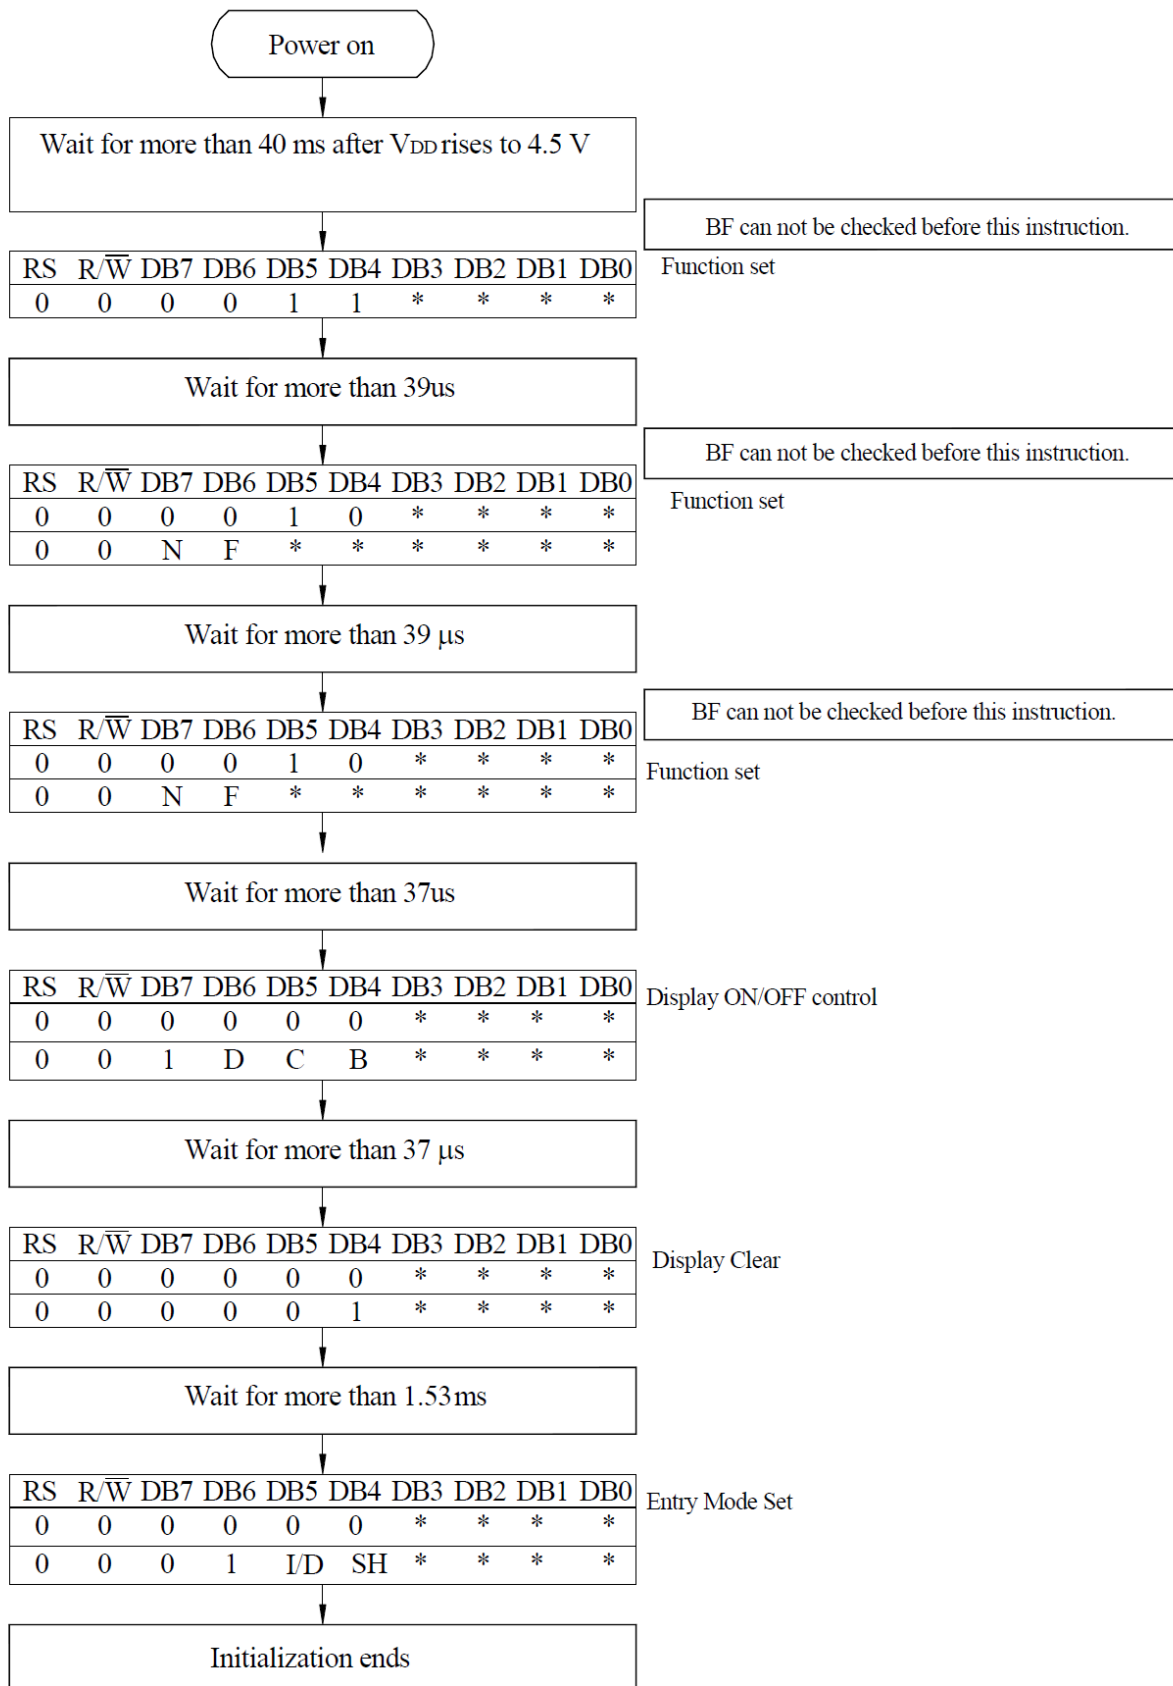 Power on
Wait for more than 40 ms after VDD rises to 4.5 V
BF can not be checked before this instruction.
RS R/W̅ DB7 DB6 DB5 DB4 DB3 DB2 DB1 DB0
Function set
0 0 0 0 1 1 * * * *
Wait for more than 39us
BF can not be checked before this instruction.
RS R/W̅ DB7 DB6 DB5 DB4 DB3 DB2 DB1 DB0
Function set
0 0 0 0 1 0 * * * *
0 0 N F * * * * * *
Wait for more than 39 μs
BF can not be checked before this instruction.
RS R/W̅ DB7 DB6 DB5 DB4 DB3 DB2 DB1 DB0
0 0 0 0 1 0 * * * *
Function set
0 0 N F * * * * * *
Wait for more than 37us
RS R/W̅ DB7 DB6 DB5 DB4 DB3 DB2 DB1 DB0
Display ON/OFF control
0 0 0 0 0 0 * * * *
0 0 1 D C B * * * *
Wait for more than 37 μs
RS R/W̅ DB7 DB6 DB5 DB4 DB3 DB2 DB1 DB0
Display Clear
0 0 0 0 0 0 * * * *
0 0 0 0 0 1 * * * *
Wait for more than 1.53ms
RS R/W̅ DB7 DB6 DB5 DB4 DB3 DB2 DB1 DB0
Entry Mode Set
0 0 0 0 0 0 * * * *
0 0 0 1 I/D SH * * * *
Initialization ends